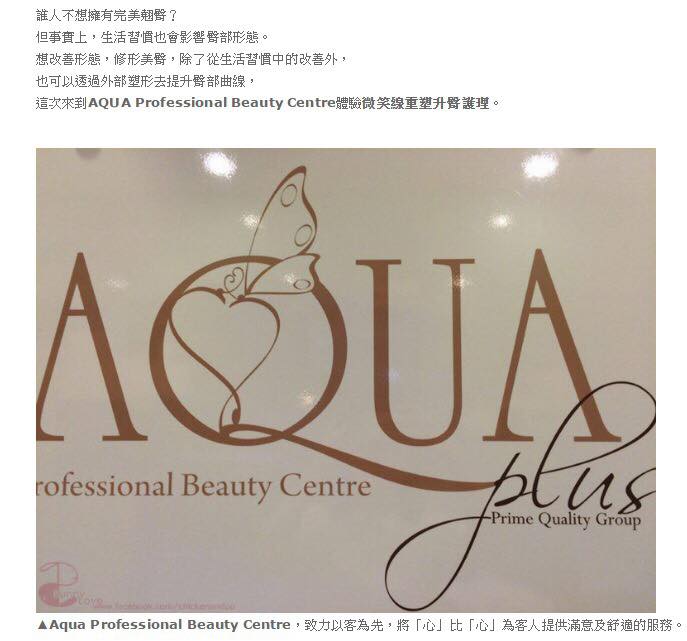 誰人不想擁有完美翹臀？
但事實上，生活習慣也會影響臀部形態。
想改善形態，修形美臀，除了從生活習慣中的改善外，
也可以透過外部塑形去提升臀部曲線，
這次來到AQUA Professional Beauty Centre體驗微笑線重塑升臀護理。
AQUA
rofessional Beauty Centre
plus
Prime Quality Group
▲Aqua Professional Beauty Centre，致力以客為先，將「心」比「心」為客人提供滿意及舒適的服務。